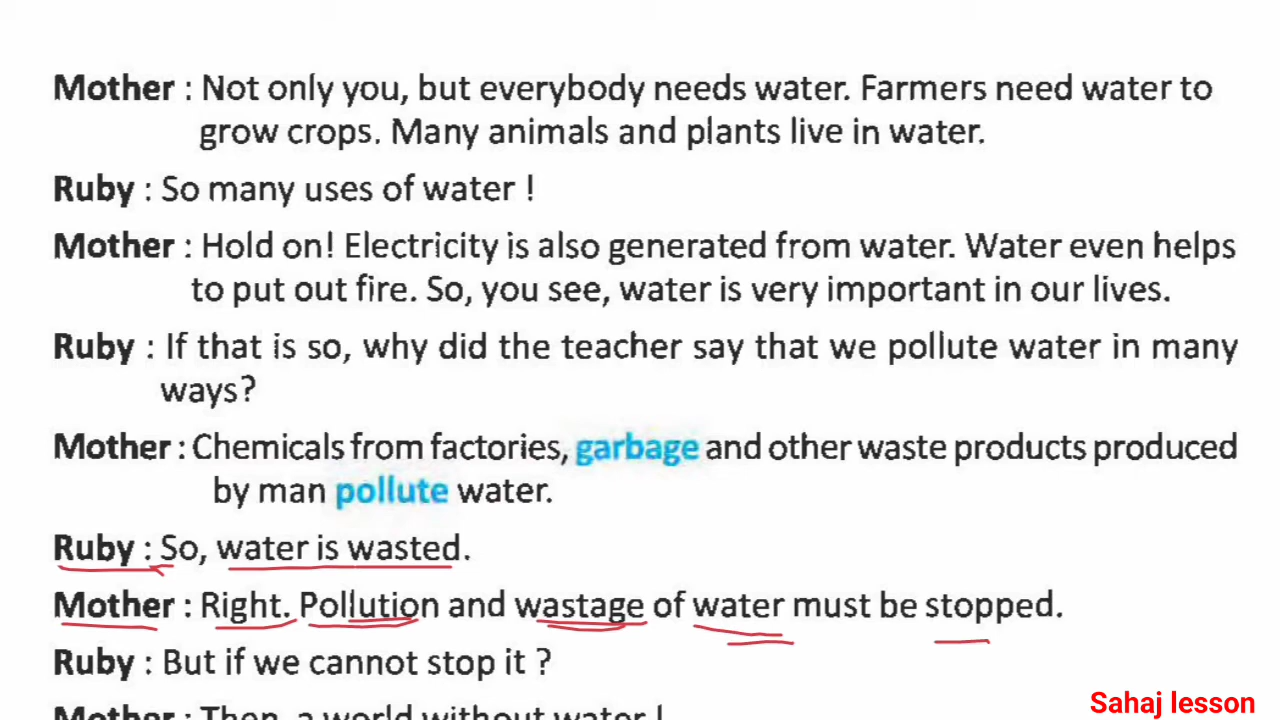 Mother : Not only you, but everybody needs water. Farmers need water to
grow crops. Many animals and plants live in water.
Ruby : So many uses of water !
Mother : Hold on! Electricity is also generated from water. Water even helps
to put out fire. So, you see, water is very important in our lives.
Ruby : If that is so, why did the teacher say that we pollute water in many
ways?
Mother : Chemicals from factories, garbage and other waste products produced
by man pollute water.
Ruby : So, water is wasted.
Mother : Right. Pollution and wastage of water must be stopped.
Ruby : But if we cannot stop it ?
Mother : Then, a world without water !
Sahaj lesson